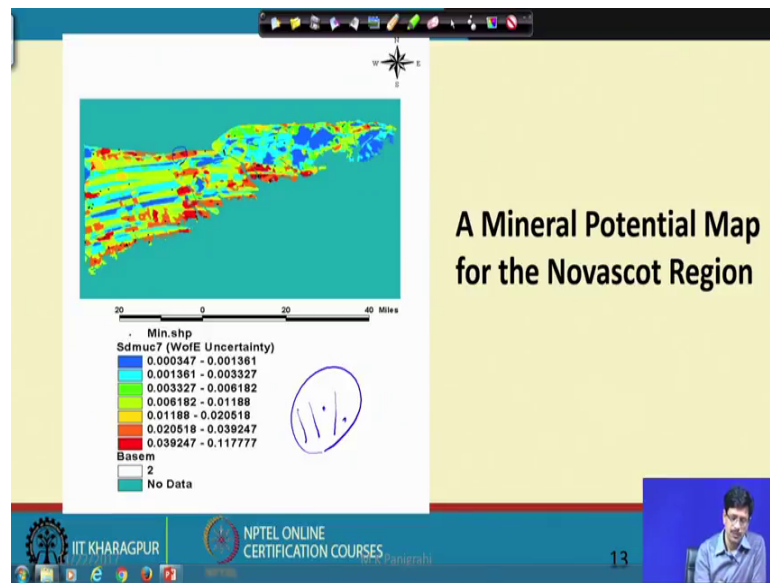 N
W
E
S
20
0
20
40 Miles
Min.shp
Sdmuc7 (WofE Uncertainty)
0.000347 - 0.001361
0.001361 - 0.003327
0.003327 - 0.006182
0.006182 - 0.01188
0.01188 - 0.020518
0.020518 - 0.039247
0.039247 - 0.117777
Basem
2
No Data
11%
A Mineral Potential Map
for the Novascot Region
IIT KHARAGPUR
NPTEL ONLINE
CERTIFICATION COURSES
Panigrahi
13